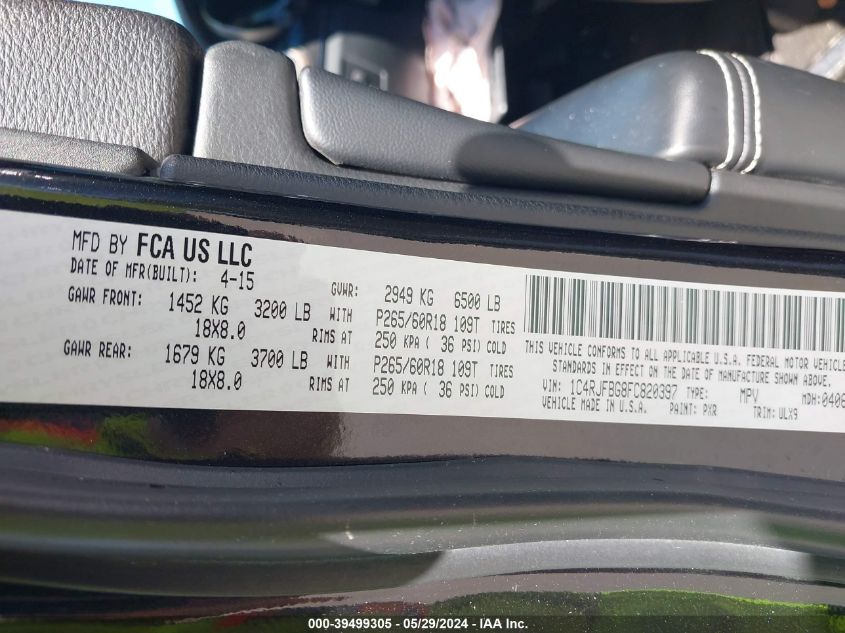 MFD BY FCA US LLC
DATE OF MFR(BUILT): 4-15 GVWR: 2949 KG 6500 LB
GAWR FRONT: 1452 KG 3200 LB WITH P265/60R18 109T TIRES
18X8.0 RIMS AT 250 KPA ( 36 PSI) COLD
GAWR REAR: 1679 KG 3700 LB WITH P265/60R18 109T TIRES
18X8.0 RIMS AT 250 KPA ( 36 PSI) COLD
THIS VEHICLE CONFORMS TO ALL APPLICABLE U.S.A. FEDERAL MOTOR VEHICLE
STANDARDS IN EFFECT ON THE DATE OF MANUFACTURE SHOWN ABOVE.
VIN: 1C4RJFBG8FC820397 TYPE: MPV MDH:0406
VEHICLE MADE IN U.S.A. PAINT: PXR TRIM: ULX9
000-39499305 - 05/29/2024 - IAA Inc.